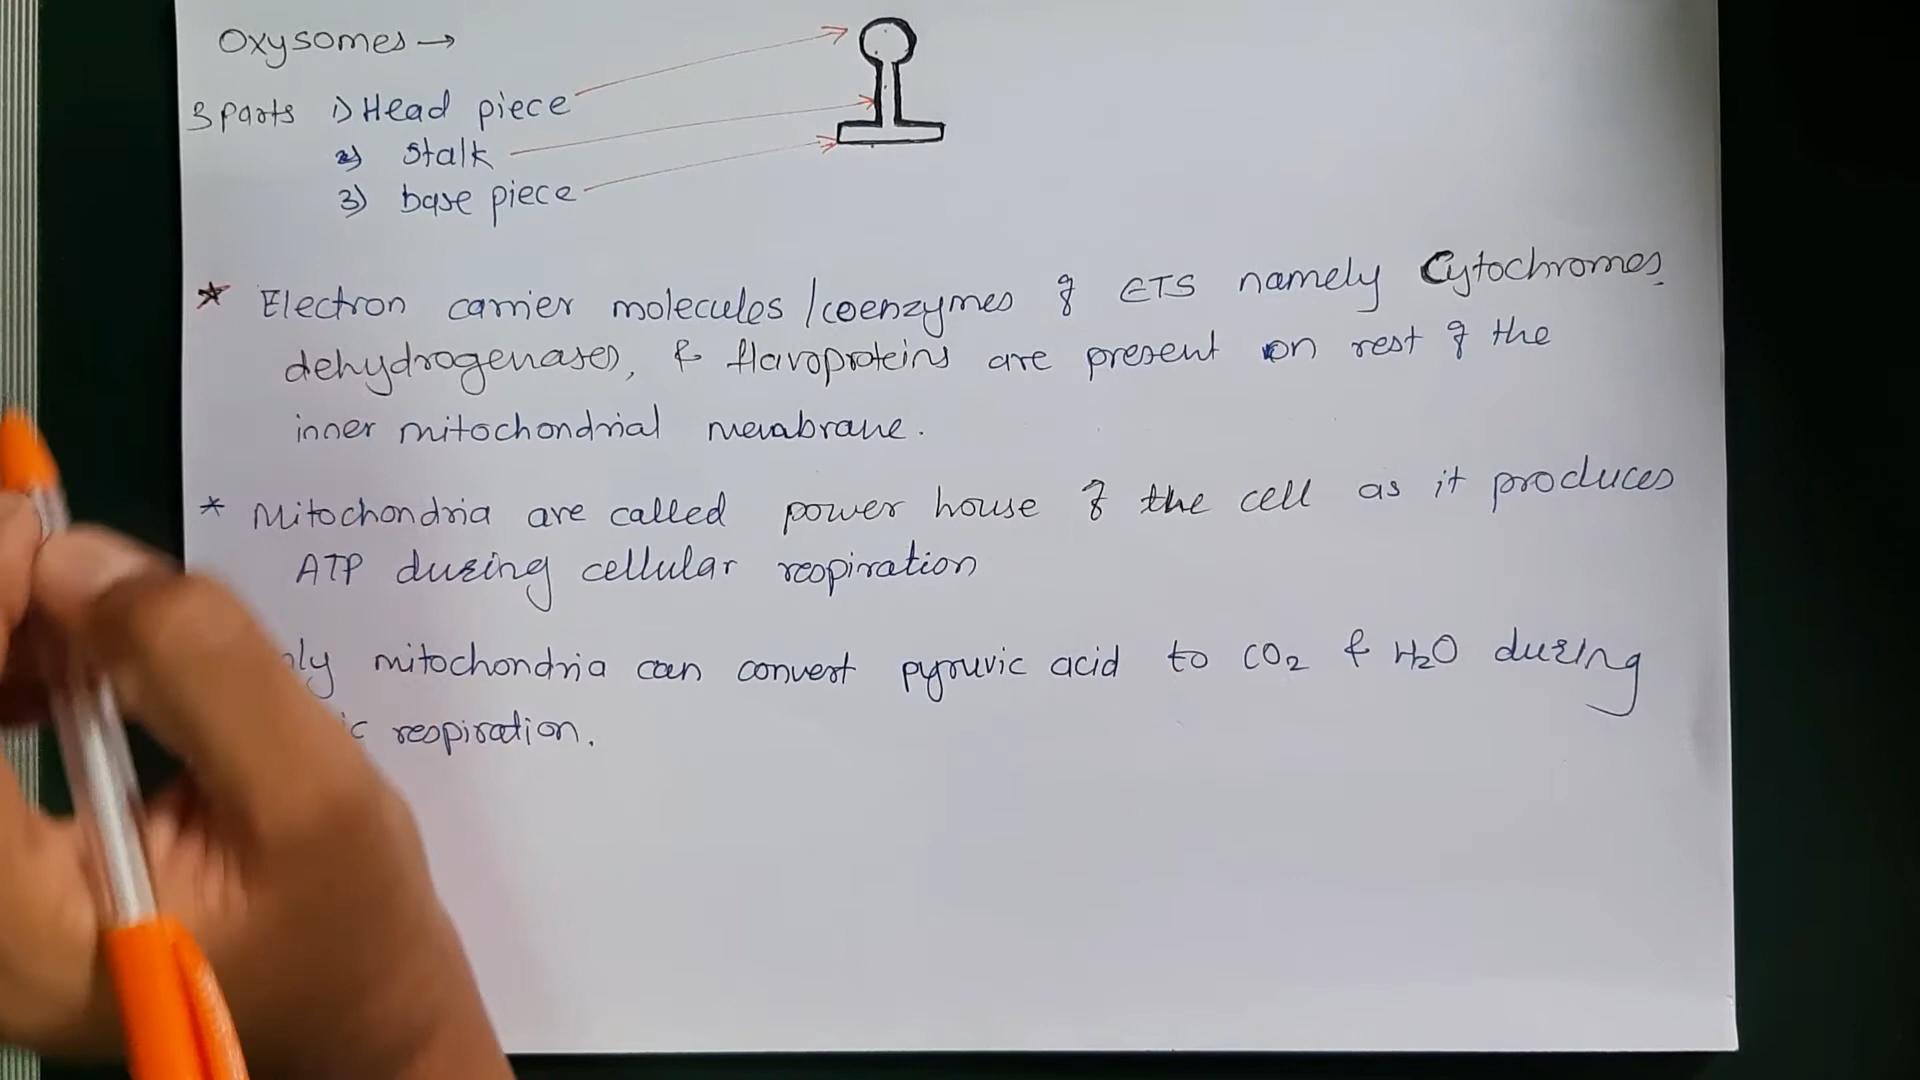 Oxysomes →
3 parts 1) Head piece
2) stalk
3) base piece
* Electron carrier molecules/coenzymes of ETS namely Cytochromes,
dehydrogenases, & flavoproteins are present on rest of the
inner mitochondrial membrane.
* Mitochondria are called power house of the cell as it produces
ATP during cellular respiration
mitochondria can convert pyruvic acid to CO2 & H2O during
respiration.